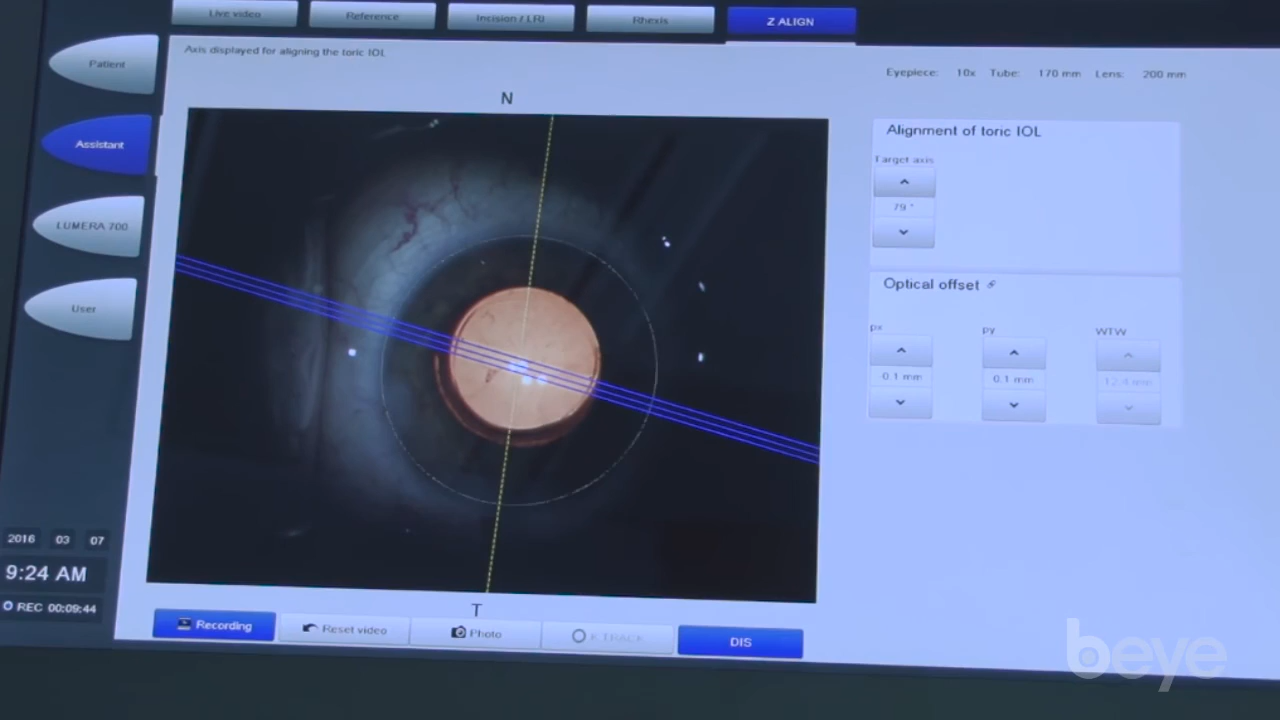 Live video
Reference
Incision / LRI
Rhexis
Z ALIGN
Axis displayed for aligning the toric IOL
Eyepiece: 10x Tube: 170 mm Lens: 200 mm
Patient
Assistant
LUMERA 700
User
N
Alignment of toric IOL
Target axis
79 °
Optical offset
px
py
WTW
0.1 mm
0.1 mm
12.4 mm
2016 03 07
9:24 AM
REC 00:09:44
T
Recording
Reset video
Photo
K TRACK
DIS
beye